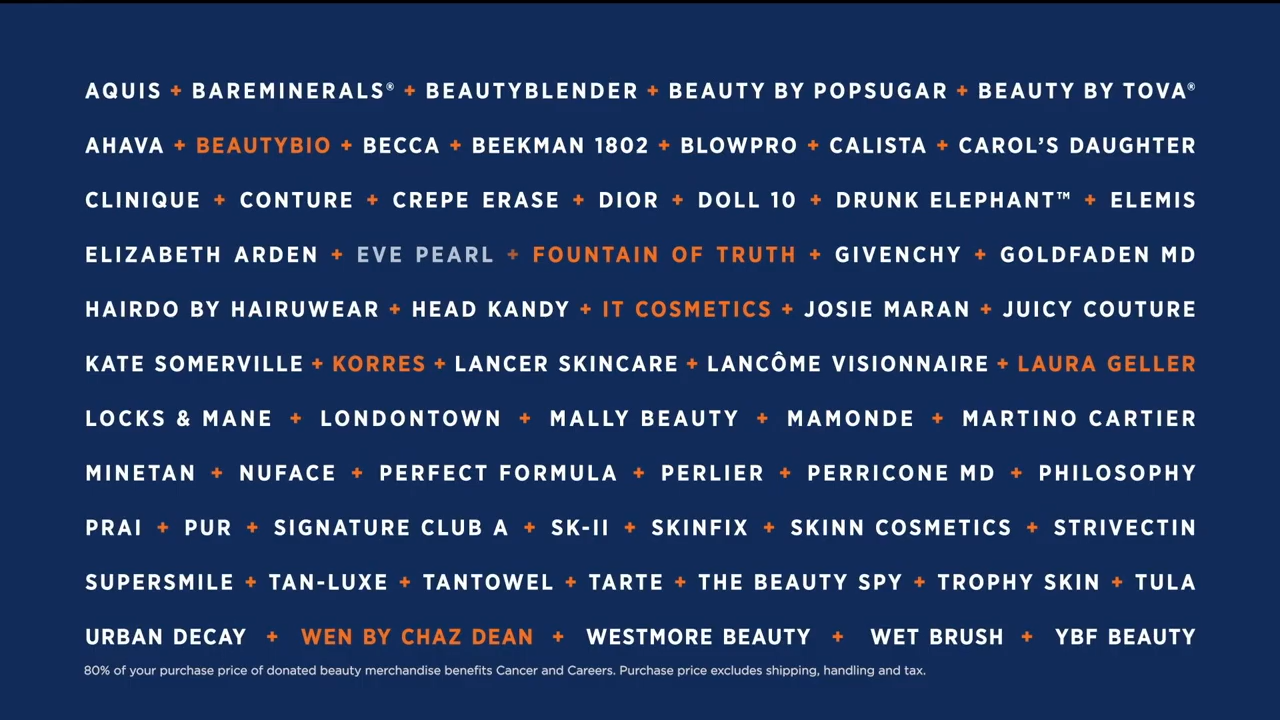 AQUIS + BAREMINERALS® + BEAUTYBLENDER + BEAUTY BY POPSUGAR + BEAUTY BY TOVA®
AHAVA + BEAUTYBIO + BECCA + BEEKMAN 1802 + BLOWPRO + CALISTA + CAROL’S DAUGHTER
CLINIQUE + CONTURE + CREPE ERASE + DIOR + DOLL 10 + DRUNK ELEPHANT™ + ELEMIS
ELIZABETH ARDEN + EVE PEARL + FOUNTAIN OF TRUTH + GIVENCHY + GOLDFADEN MD
HAIRDO BY HAIRUWEAR + HEAD KANDY + IT COSMETICS + JOSIE MARAN + JUICY COUTURE
KATE SOMERVILLE + KORRES + LANCER SKINCARE + LANCÔME VISIONNAIRE + LAURA GELLER
LOCKS & MANE + LONDONTOWN + MALLY BEAUTY + MAMONDE + MARTINO CARTIER
MINETAN + NUFACE + PERFECT FORMULA + PERLIER + PERRICONE MD + PHILOSOPHY
PRAI + PUR + SIGNATURE CLUB A + SK-II + SKINFIX + SKINN COSMETICS + STRIVECTIN
SUPERSMILE + TAN-LUXE + TANTOWEL + TARTE + THE BEAUTY SPY + TROPHY SKIN + TULA
URBAN DECAY + WEN BY CHAZ DEAN + WESTMORE BEAUTY + WET BRUSH + YBF BEAUTY
80% of your purchase price of donated beauty merchandise benefits Cancer and Careers. Purchase price excludes shipping, handling and tax.